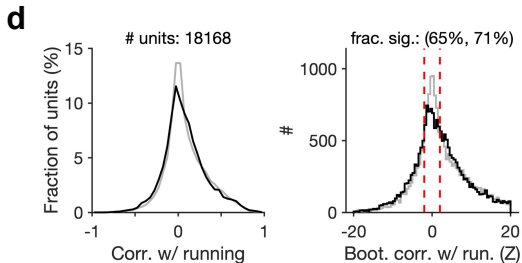 d
# units: 18168
Fraction of units (%)
15
10
5
0
-1
0
1
Corr. w/ running
frac. sig.: (65%, 71%)
#
1000
500
0
-20
0
20
Boot. corr. w/ run. (Z)